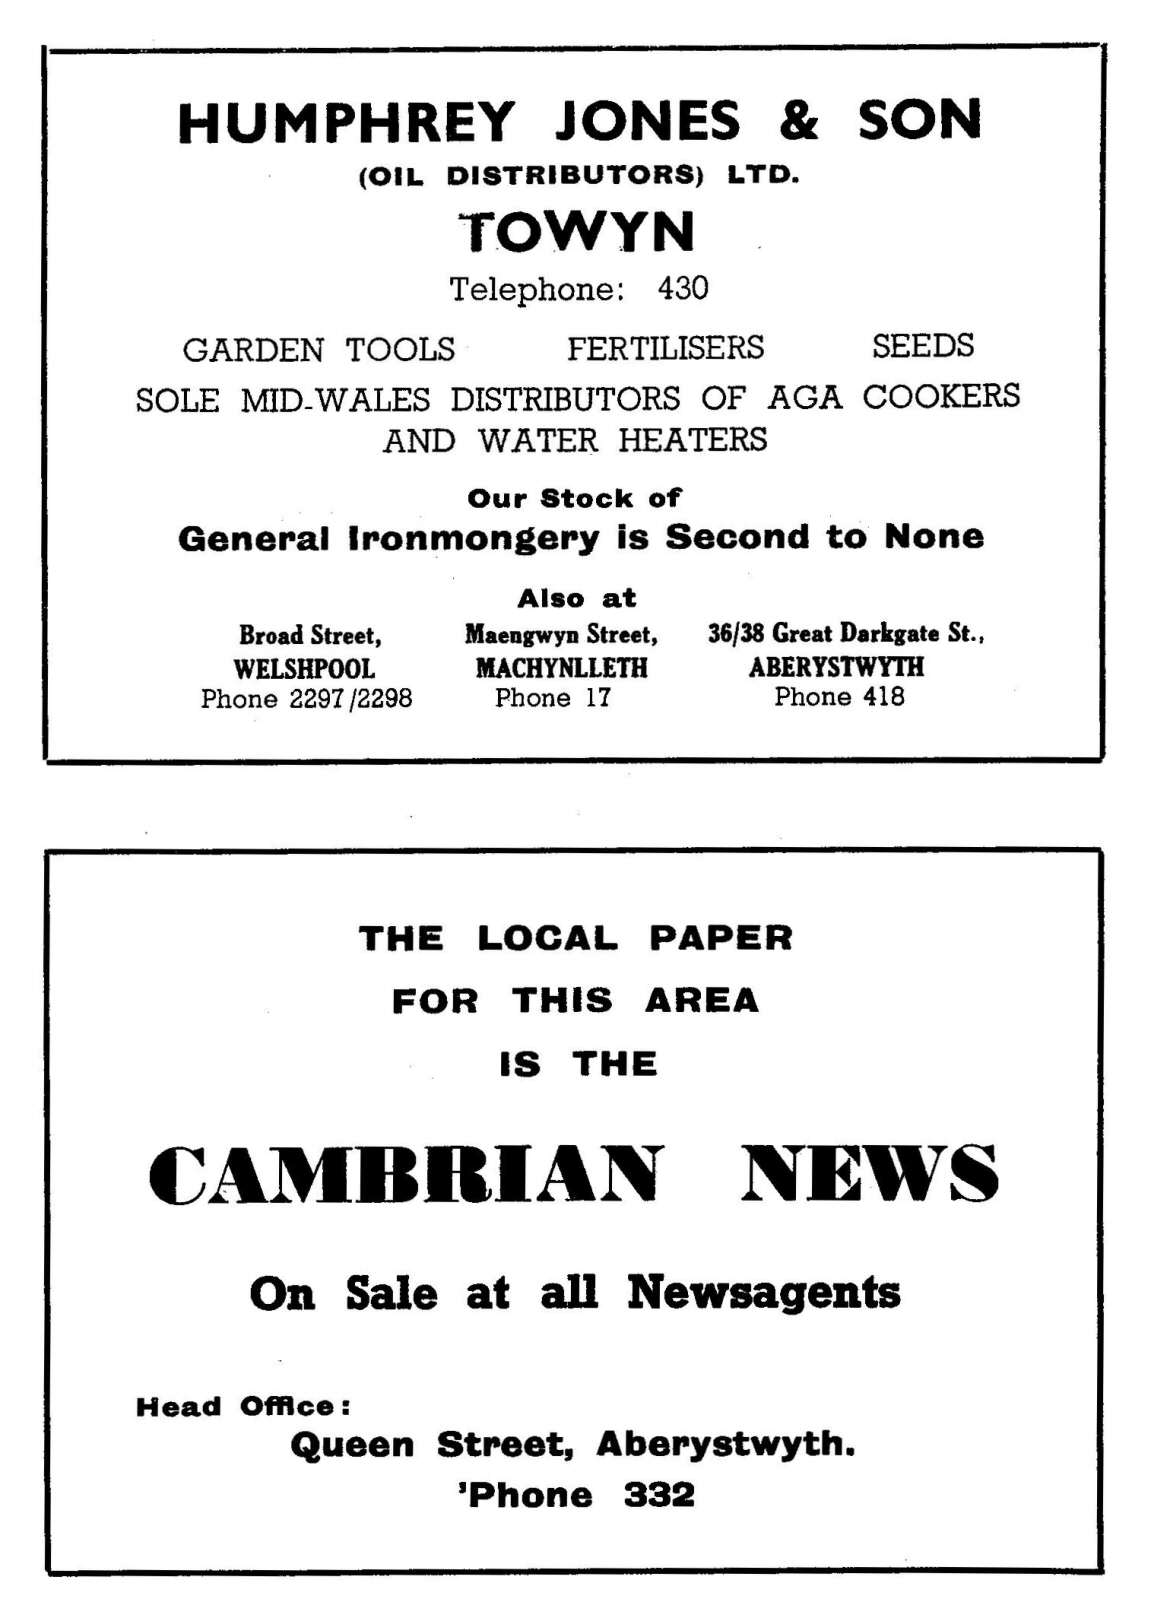 HUMPHREY JONES & SON
(OIL DISTRIBUTORS) LTD.
TOWYN
Telephone: 430
GARDEN TOOLS FERTILISERS SEEDS
SOLE MID-WALES DISTRIBUTORS OF AGA COOKERS
AND WATER HEATERS
Our Stock of
General Ironmongery is Second to None
Also at
Broad Street, Maengwyn Street, 36/38 Great Darkgate St.,
WELSHPOOL MACHYNLLETH ABERYSTWYTH
Phone 2297/2298 Phone 17 Phone 418
THE LOCAL PAPER
FOR THIS AREA
IS THE
CAMBRIAN NEWS
On Sale at all Newsagents
Head Office:
Queen Street, Aberystwyth.
'Phone 332